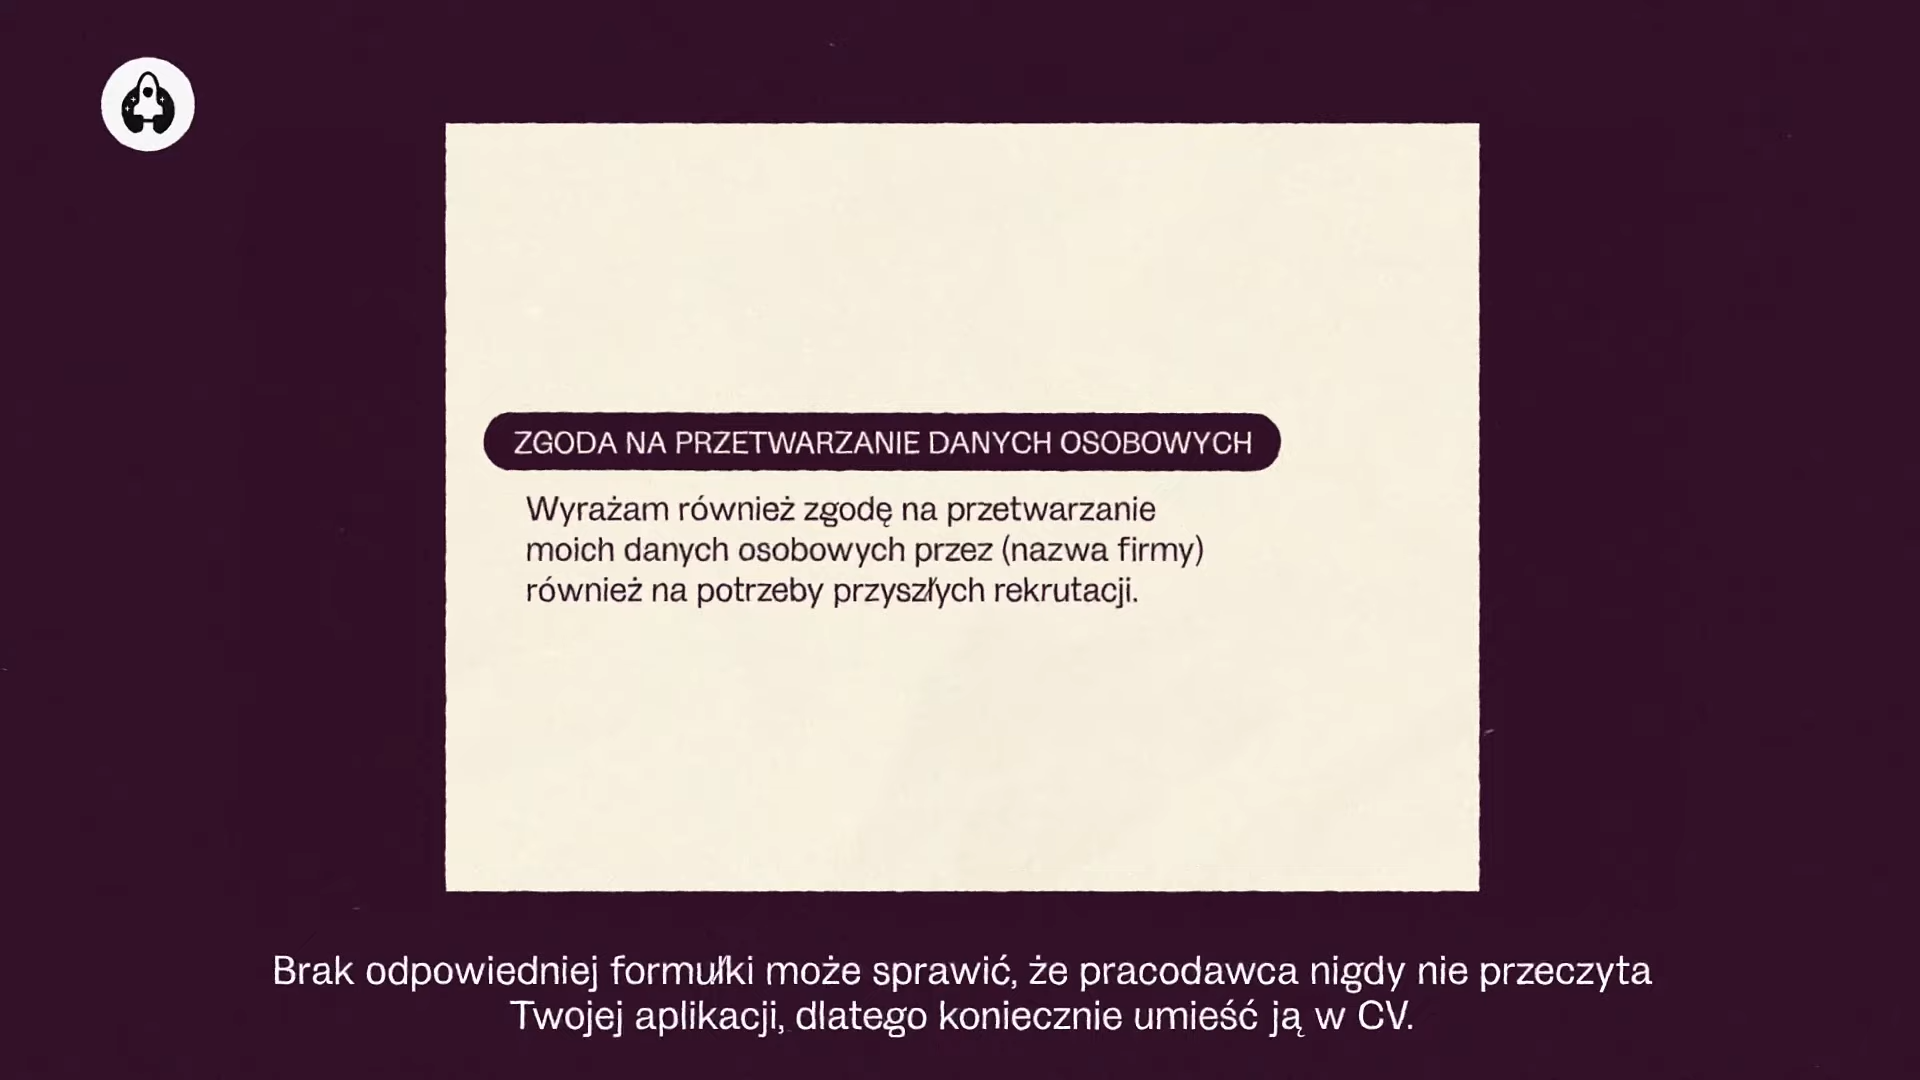 ZGODA NA PRZETWARZANIE DANYCH OSOBOWYCH
Wyrażam również zgodę na przetwarzanie
moich danych osobowych przez (nazwa firmy)
również na potrzeby przyszłych rekrutacji.
Brak odpowiedniej formułki może sprawić, że pracodawca nigdy nie przeczyta
Twojej aplikacji, dlatego koniecznie umieść ją w CV.